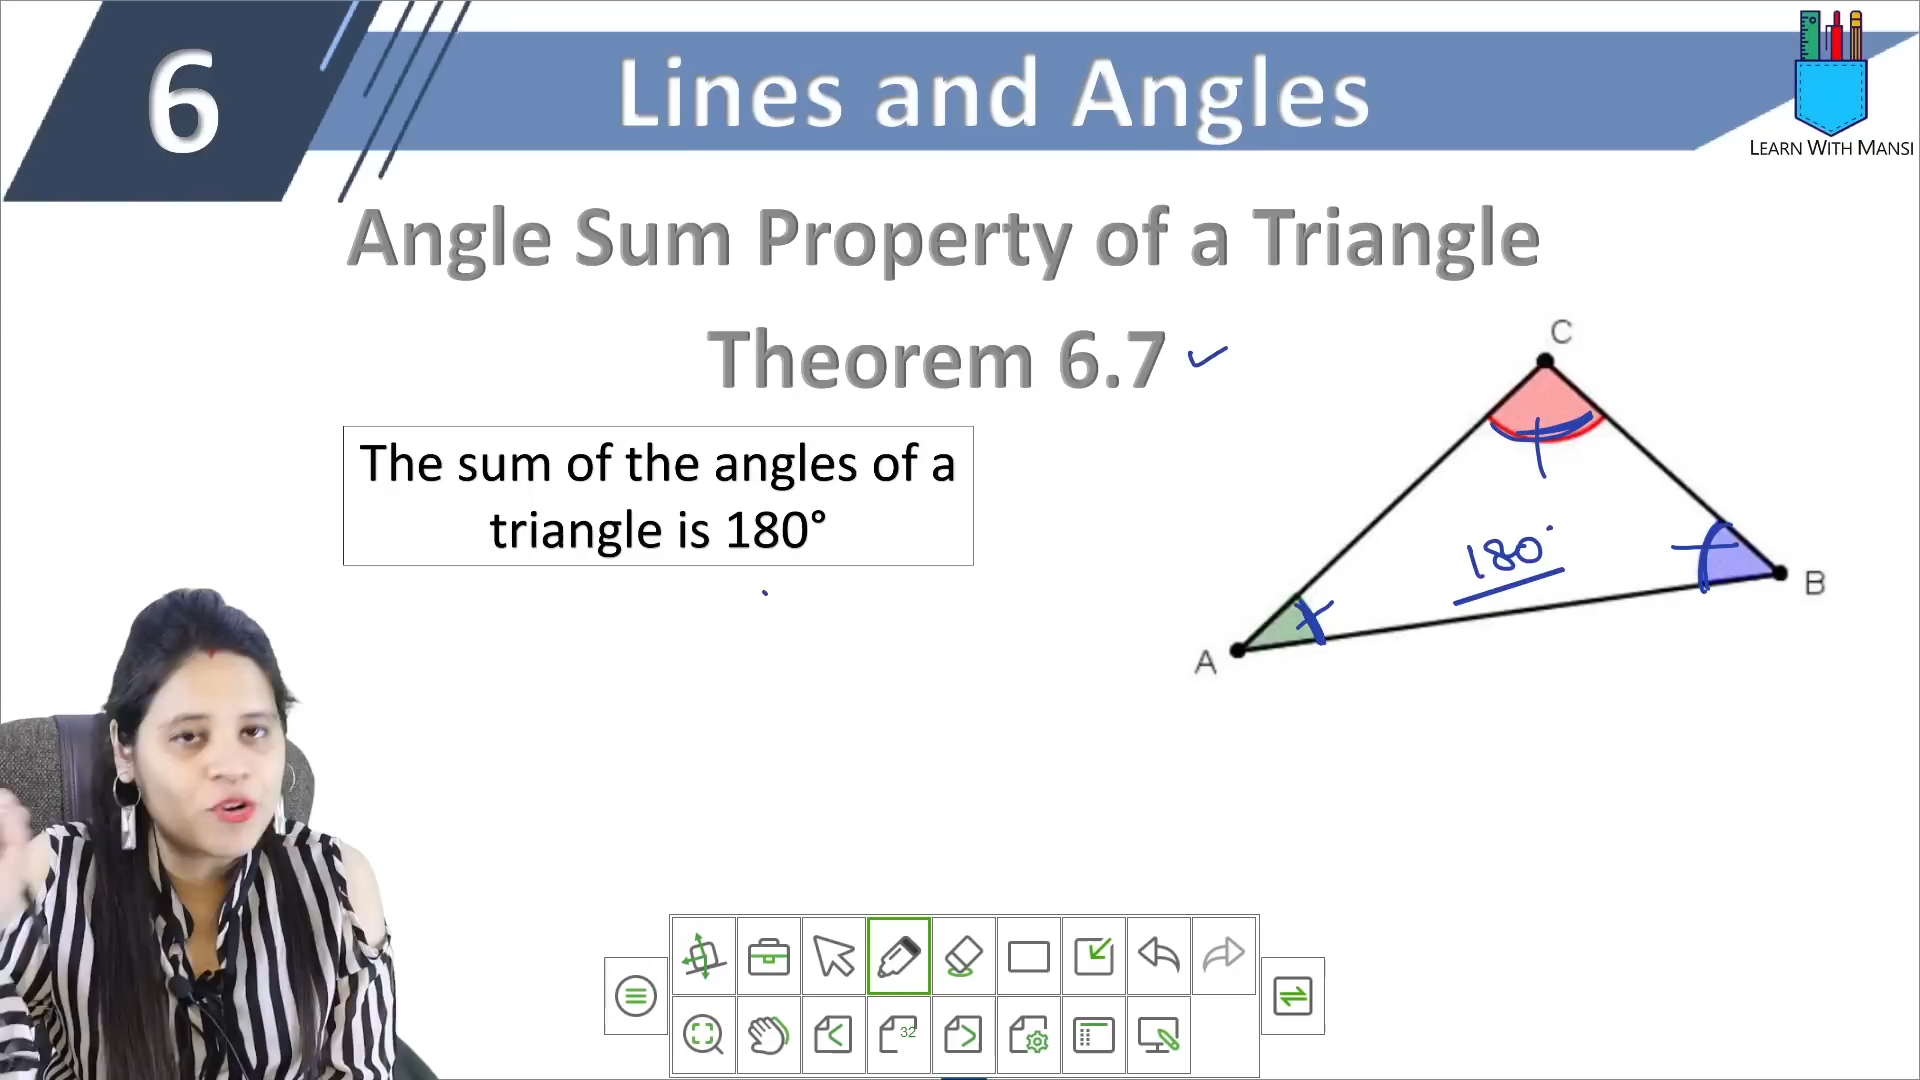 6
Lines and Angles
LEARN WITH MANSI
Angle Sum Property of a Triangle
Theorem 6.7
The sum of the angles of a
triangle is 180°
C
180°
B
A
32